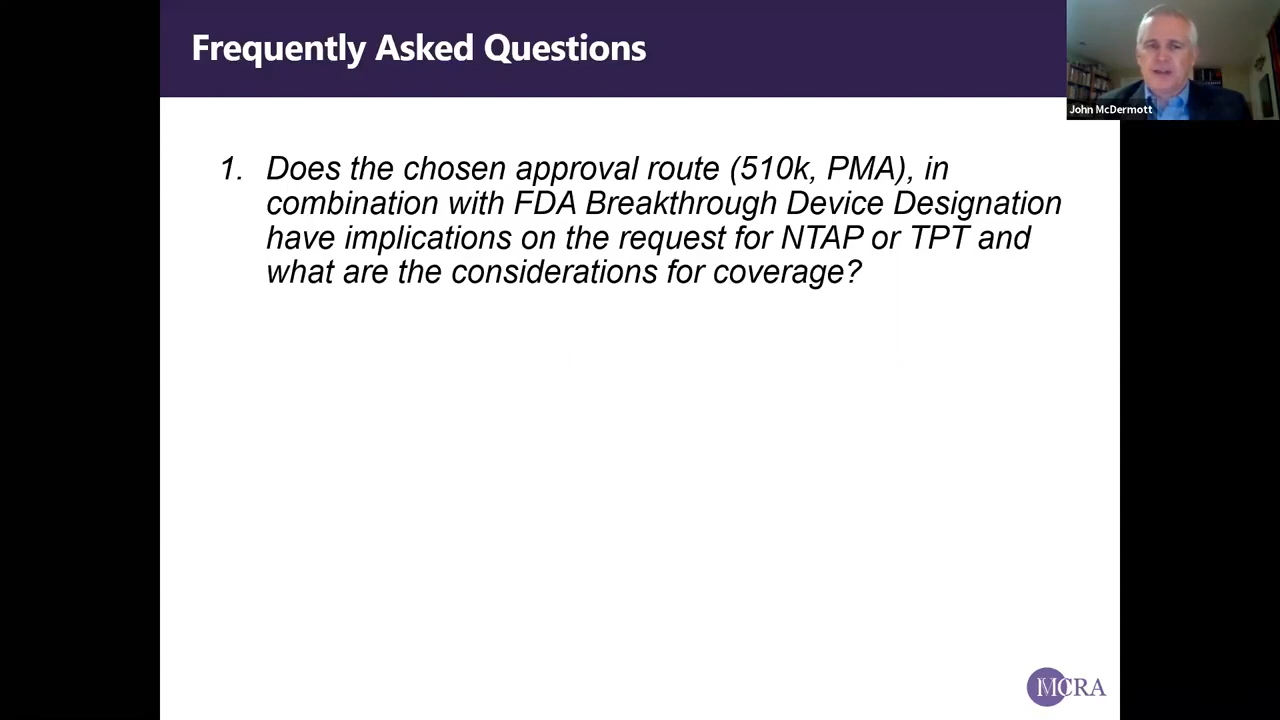 Frequently Asked Questions
John McDermott
1. Does the chosen approval route (510k, PMA), in
combination with FDA Breakthrough Device Designation
have implications on the request for NTAP or TPT and
what are the considerations for coverage?
MCRA